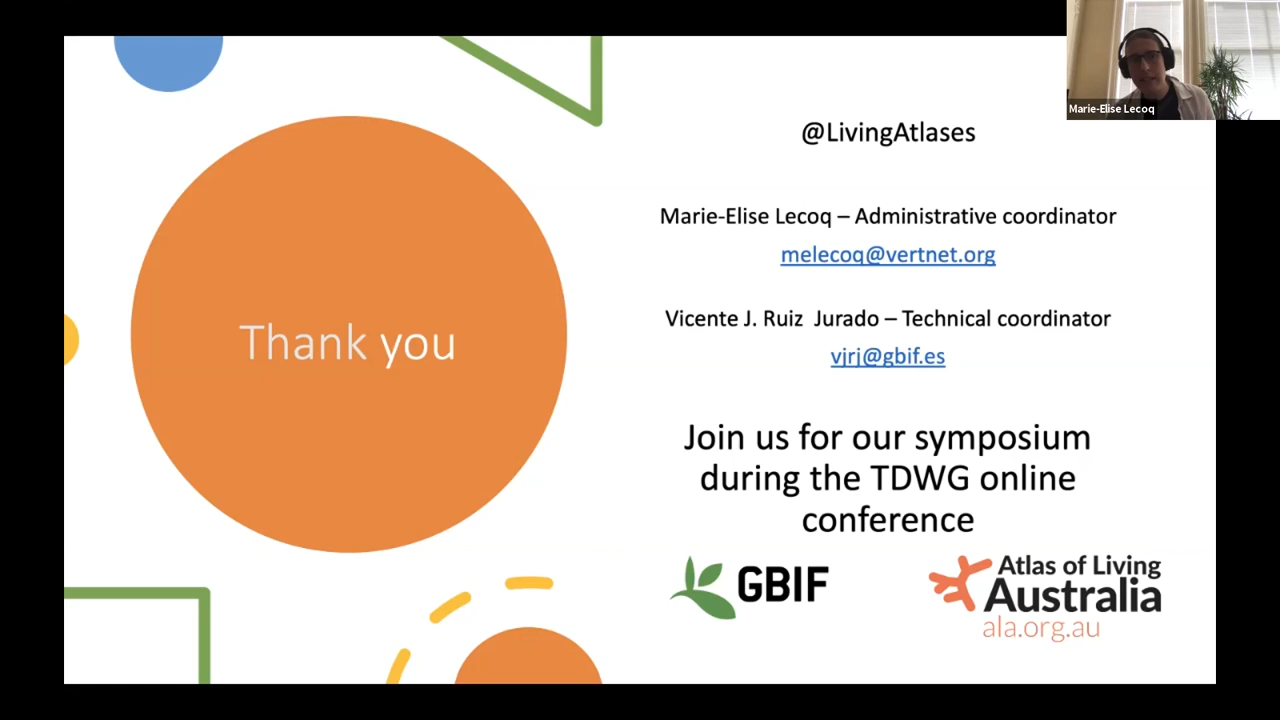 Marie-Elise Lecoq
@LivingAtlases
Marie-Elise Lecoq – Administrative coordinator
melecoq@vertnet.org
Vicente J. Ruiz  Jurado – Technical coordinator
vjrj@gbif.es
Thank you
Join us for our symposium
during the TDWG online
conference
GBIF
Atlas of Living
Australia
ala.org.au